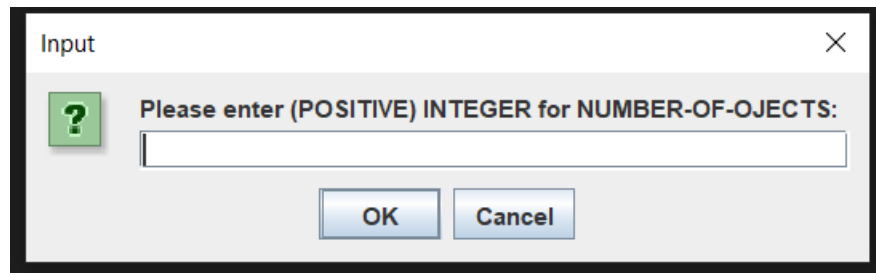 Input
Please enter (POSITIVE) INTEGER for NUMBER-OF-OJECTS:
OK Cancel